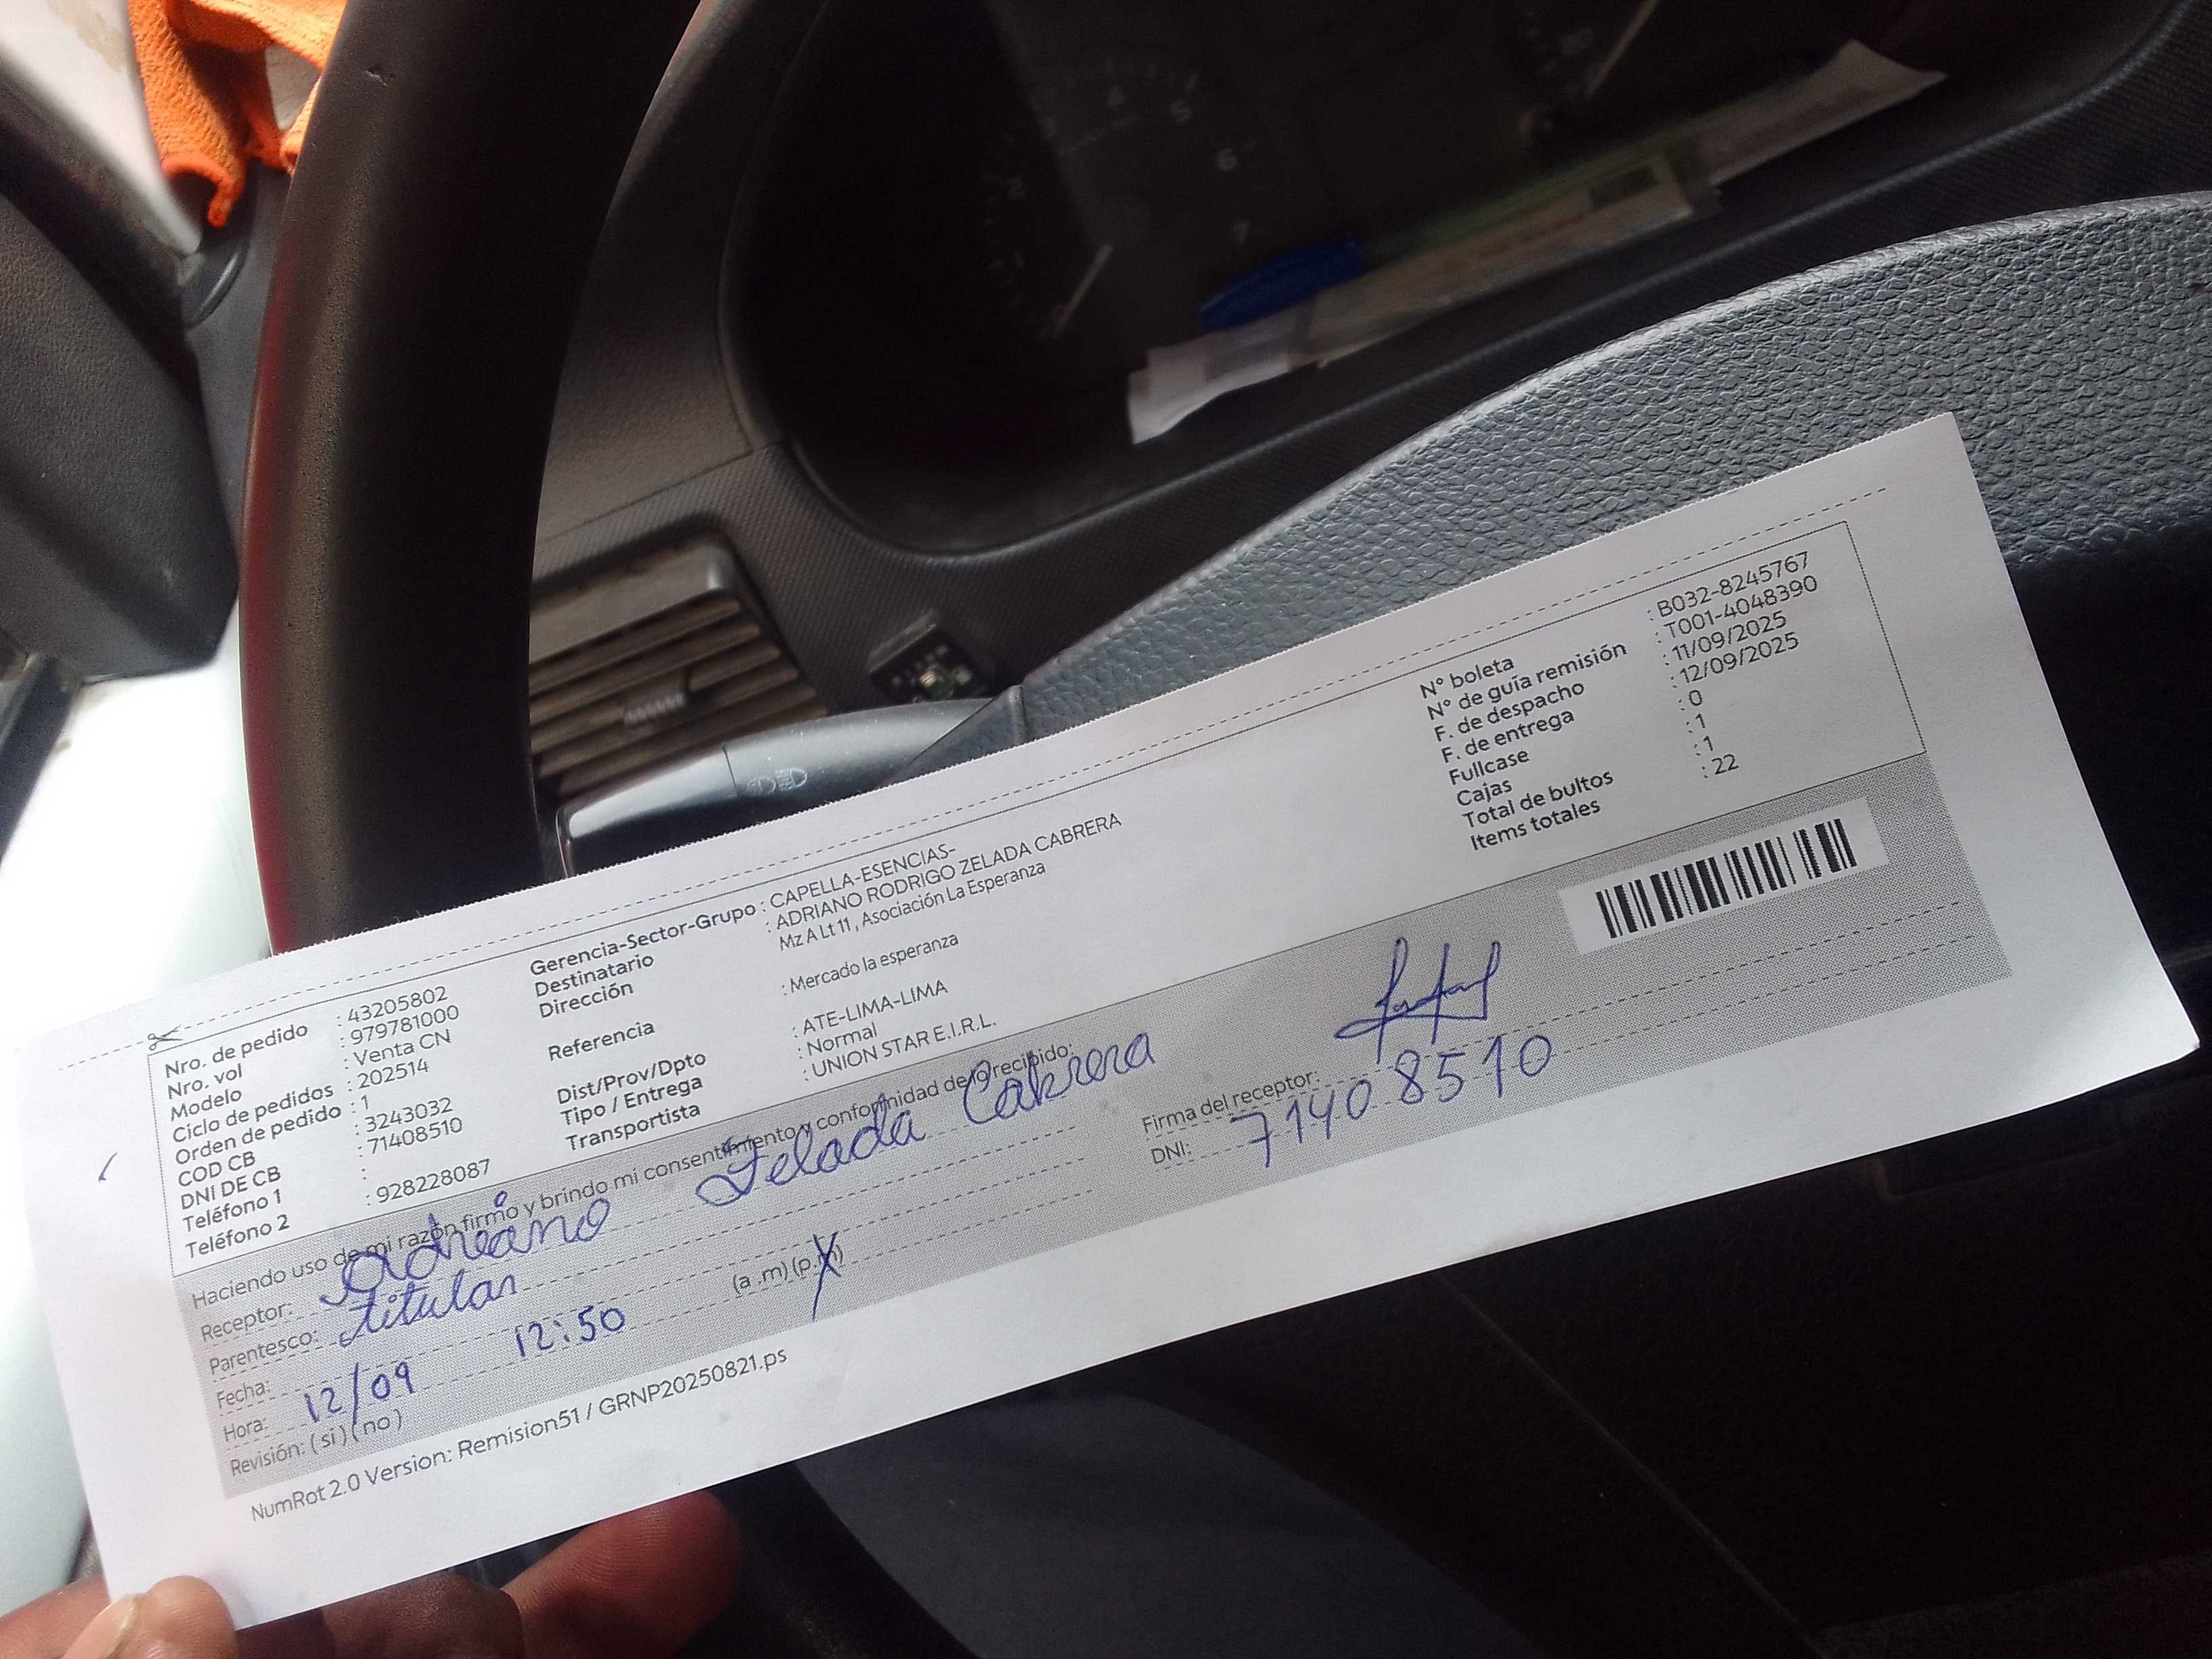 Nro. de pedido : 43205802
Nro. vol : 979781000
Modelo : Venta CN
Ciclo de pedidos : 202514
Orden de pedido : 1
COD CB : 3243032
DNI DE CB : 71408510
Teléfono 1 :
Teléfono 2 : 928228087
Gerencia-Sector-Grupo : CAPELLA-ESENCIAS-
Destinatario : ADRIANO RODRIGO ZELADA CABRERA
Dirección Mz A Lt 11 , Asociación La Esperanza
Referencia : Mercado la esperanza
Dist/Prov/Dpto : ATE-LIMA-LIMA
Tipo / Entrega : Normal
Transportista : UNION STAR E.I.R.L.
N° boleta : B032-8245767
N° de guía remisión : T001-4048390
F. de despacho : 11/09/2025
F. de entrega : 12/09/2025
Fullcase : 0
Cajas : 1
Total de bultos : 1
Items totales : 22
Haciendo uso de mi razón firmo y brindo mi consentimiento y conformidad de lo recibido:
Receptor: Adriano Zelada Cabrera
Parentesco: titular
Fecha:
Hora: 12/09 12:50 (a .m) (p.m)
Revisión: ( si ) ( no )
Firma del receptor:
DNI: 71408510
NumRot 2.0 Version: Remision51 / GRNP20250821.ps